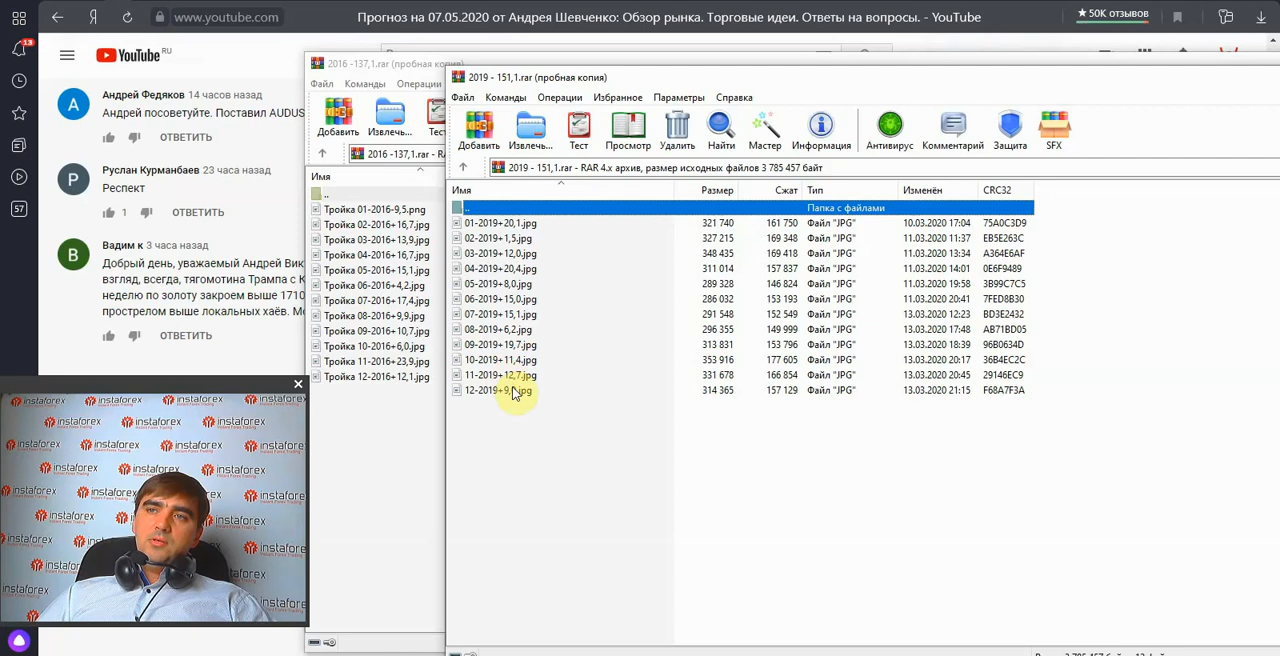 www.youtube.com
Прогноз на 07.05.2020 от Андрея Шевченко: Обзор рынка. Торговые идеи. Ответы на вопросы. - YouTube
★50K отзывов
13
57
YouTube RU
Андрей Федяков 14 часов назад
Андрей посоветуйте. Поставил AUDUS
ОТВЕТИТЬ
Руслан Курманбаев 23 часа назад
Респект
1
ОТВЕТИТЬ
Вадим к 3 часа назад
Добрый день, уважаемый Андрей Вик
взгляд, всегда, тягомотина Трампа с К
неделю по золоту закроем выше 1710
прострелом выше локальных хаёв. Мо
ОТВЕТИТЬ
2016 -137,1.rar (пробная копия)
Файл Команды Операции
Добавить Извлечь... Тест
2016 -137,1.rar - RA
Имя
..
Тройка 01-2016-9,5.png
Тройка 02-2016+16,7.jpg
Тройка 03-2016+13,9.jpg
Тройка 04-2016+16,7.jpg
Тройка 05-2016+15,1.jpg
Тройка 06-2016+4,2.jpg
Тройка 07-2016+17,4.jpg
Тройка 08-2016+9,9.jpg
Тройка 09-2016+10,7.jpg
Тройка 10-2016+6,0.jpg
Тройка 11-2016+23,9.jpg
Тройка 12-2016+12,1.jpg
2019 - 151,1.rar (пробная копия)
Файл Команды Операции Избранное Параметры Справка
Добавить Извлечь... Тест Просмотр Удалить Найти Мастер Информация Антивирус Комментарий Защита SFX
2019 - 151,1.rar - RAR 4.x архив, размер исходных файлов 3 785 457 байт
Имя Размер Сжат Тип Изменён CRC32
.. Папка с файлами
01-2019+20,1.jpg 321 740 161 750 Файл "JPG" 10.03.2020 17:04 75A0C3D9
02-2019+1,5.jpg 327 215 169 348 Файл "JPG" 11.03.2020 11:37 EB5E263C
03-2019+12,0.jpg 348 435 169 418 Файл "JPG" 11.03.2020 13:34 A364E6AF
04-2019+20,4.jpg 311 014 157 837 Файл "JPG" 11.03.2020 14:01 0E6F9489
05-2019+8,0.jpg 289 328 146 824 Файл "JPG" 11.03.2020 19:58 3B99C7C5
06-2019+15,0.jpg 286 032 153 193 Файл "JPG" 11.03.2020 20:41 7FED8B30
07-2019+15,1.jpg 291 548 152 549 Файл "JPG" 13.03.2020 12:23 BD3E2392
08-2019+6,2.jpg 296 355 149 999 Файл "JPG" 13.03.2020 17:48 AB71BD05
09-2019+19,7.jpg 313 831 153 796 Файл "JPG" 13.03.2020 18:39 96B0634D
10-2019+11,4.jpg 353 916 177 605 Файл "JPG" 13.03.2020 20:17 36B4EC2C
11-2019+12,7.jpg 331 678 166 854 Файл "JPG" 13.03.2020 20:54 29146EC9
314 365 157 129 Файл "JPG" 13.03.2020 21:15 F68A7F3A
instaforex
Instant Forex Trading